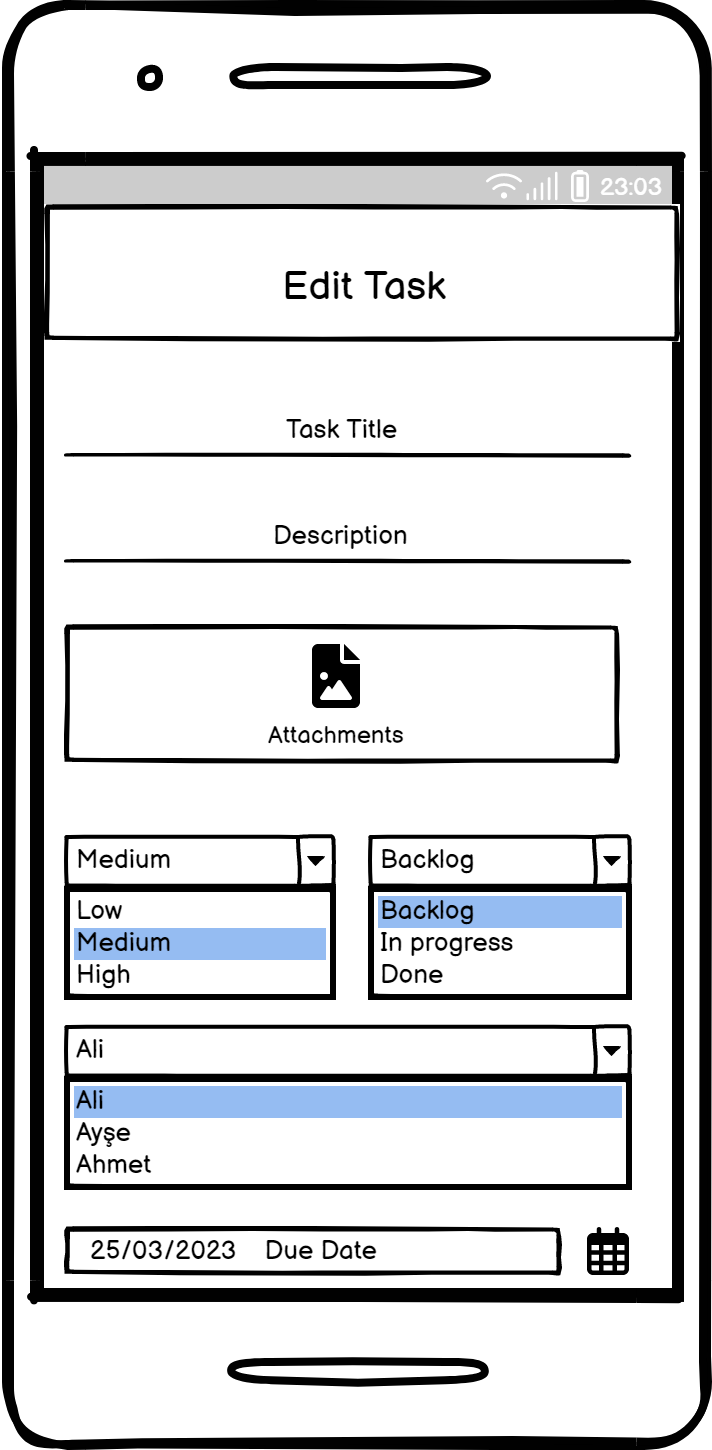 23:03
Edit Task
Task Title
Description
Attachments
Medium
Low
Medium
High
Backlog
Backlog
In progress
Done
Ali
Ali
Ayşe
Ahmet
25/03/2023 Due Date